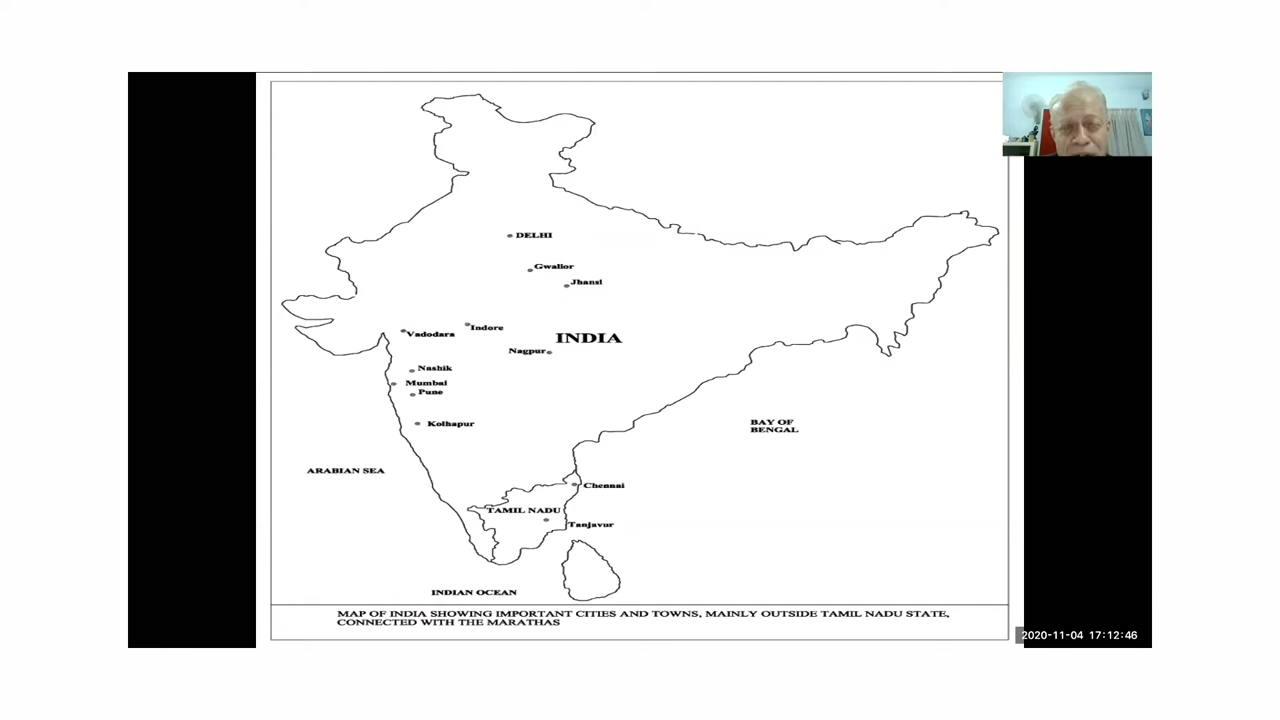 DELHI
Gwalior
Jhansi
Vadodara
Indore
INDIA
Nagpur
Nashik
Mumbai
Pune
Kolhapur
BAY OF
BENGAL
ARABIAN SEA
Chennai
TAMIL NADU
Tanjavur
INDIAN OCEAN
MAP OF INDIA SHOWING IMPORTANT CITIES AND TOWNS, MAINLY OUTSIDE TAMIL NADU STATE,
CONNECTED WITH THE MARATHAS
2020-11-04 17:12:46